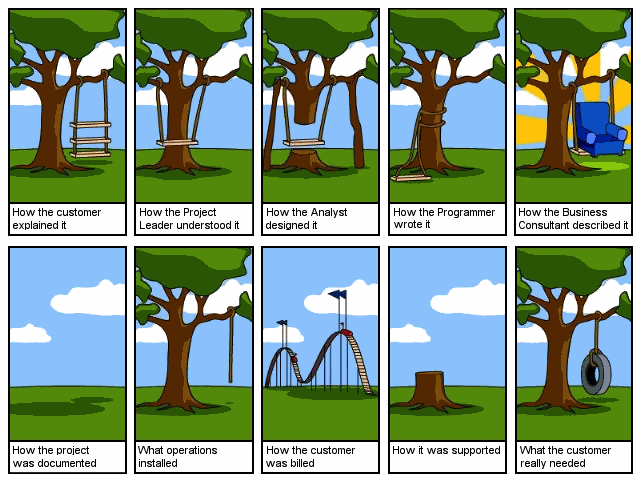 How the customer
explained it
How the Project
Leader understood it
How the Analyst
designed it
How the Programmer
wrote it
How the Business
Consultant described it
How the project
was documented
What operations
installed
How the customer
was billed
How it was supported
What the customer
really needed